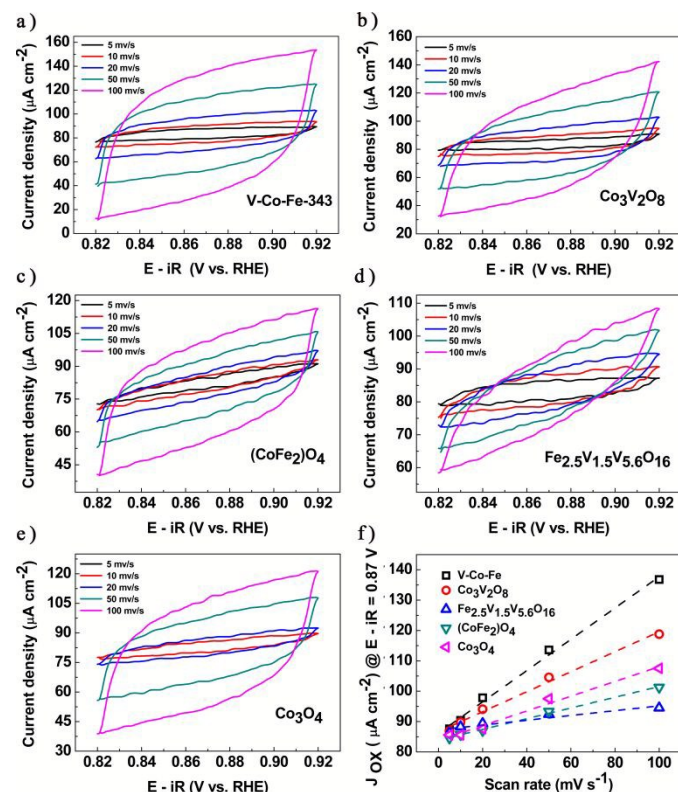 a)
Current density (µA cm⁻²)
160
140
120
100
80
60
40
20
0
5 mv/s
10 mv/s
20 mv/s
50 mv/s
100 mv/s
V-Co-Fe-343
0.82 0.84 0.86 0.88 0.90 0.92
E - iR (V vs. RHE)
b)
Current density (µA cm⁻²)
160
140
120
100
80
60
40
20
5 mv/s
10 mv/s
20 mv/s
50 mv/s
100 mv/s
Co₃V₂O₈
0.82 0.84 0.86 0.88 0.90 0.92
E - iR (V vs. RHE)
c)
Current density (µA cm⁻²)
120
105
90
75
60
45
5 mv/s
10 mv/s
20 mv/s
50 mv/s
100 mv/s
(CoFe₂)O₄
0.82 0.84 0.86 0.88 0.90 0.92
E - iR (V vs. RHE)
d)
Current density (µA cm⁻²)
110
100
90
80
70
60
5 mv/s
10 mv/s
20 mv/s
50 mv/s
100 mv/s
Fe2.5V1.5V5.6O16
0.82 0.84 0.86 0.88 0.90 0.92
E - iR (V vs. RHE)
e)
Current density (µA cm⁻²)
135
120
105
90
75
60
45
30
5 mv/s
10 mv/s
20 mv/s
50 mv/s
100 mv/s
Co₃O₄
0.82 0.84 0.86 0.88 0.90 0.92
E - iR (V vs. RHE)
f)
J OX ( µA cm⁻²) @ E - iR = 0.87 V
140
130
120
110
100
90
80
V-Co-Fe
Co₃V₂O₈
Fe2.5V1.5V5.6O16
(CoFe₂)O₄
Co₃O₄
0 20 40 60 80 100
Scan rate (mV s⁻¹)